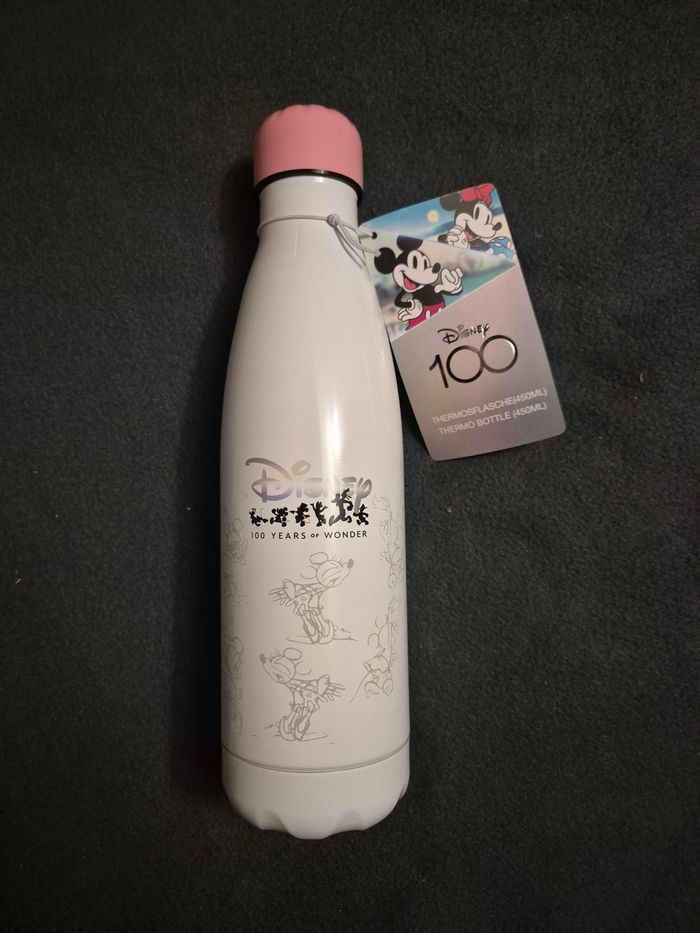 Disney
100
THERMOSFLASCHE(450ML)
THERMO BOTTLE (450ML)
Disney
100 YEARS OF WONDER